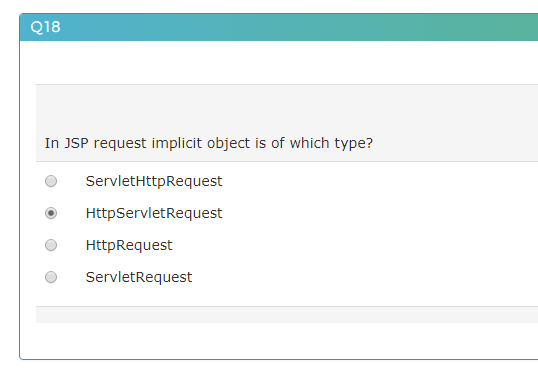 Q18
In JSP request implicit object is of which type?
ServletHttpRequest
HttpServletRequest
HttpRequest
ServletRequest